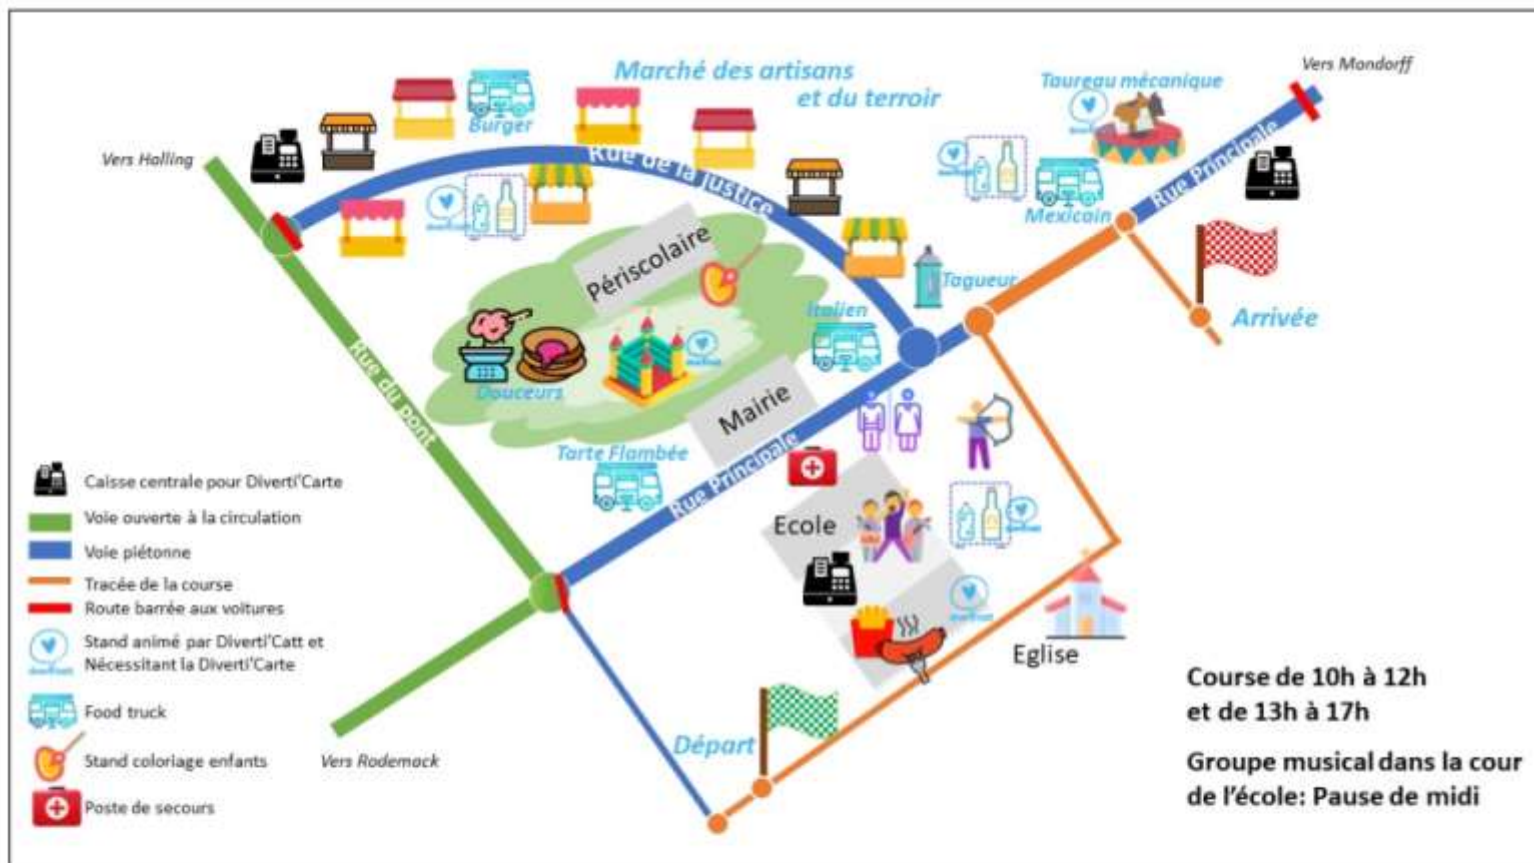 Marché des artisans
et du terroir
Vers Mondorff
Taureau mécanique
Burger
Vers Halling
Rue de la justice
Rue Principale
Mexicain
Périscolaire
Tagueur
Italien
Arrivée
Rue du pont
Douceurs
Mairie
Tarte Flambée
Rue Principale
Ecole
Eglise
Départ
Vers Rodemack
Caisse centrale pour Diverti'Carte
Voie ouverte à la circulation
Voie piétonne
Tracée de la course
Route barrée aux voitures
Stand animé par Diverti'Catt et
Nécessitant la Diverti'Carte
Food truck
Stand coloriage enfants
Poste de secours
Course de 10h à 12h
et de 13h à 17h
Groupe musical dans la cour
de l'école: Pause de midi